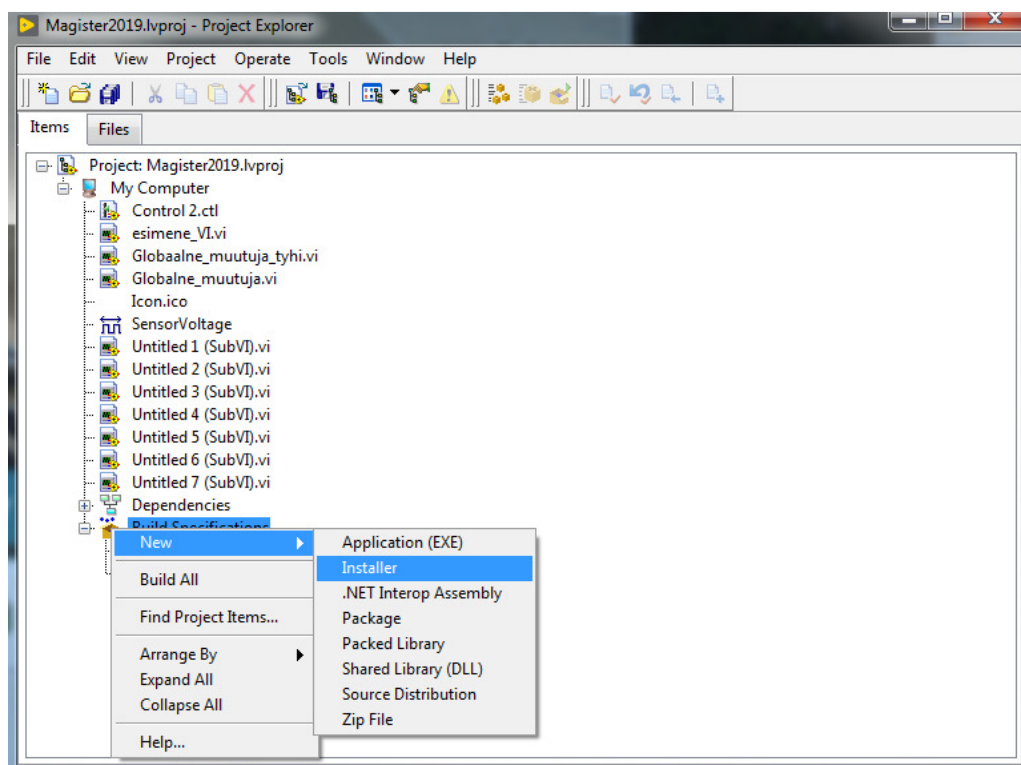 Magister2019.lvproj - Project Explorer
File Edit View Project Operate Tools Window Help
Items Files
Project: Magister2019.lvproj
My Computer
Control 2.ctl
esimene_VI.vi
Globaalne_muutuja_tyhi.vi
Globalne_muutuja.vi
Icon.ico
SensorVoltage
Untitled 1 (SubVI).vi
Untitled 2 (SubVI).vi
Untitled 3 (SubVI).vi
Untitled 4 (SubVI).vi
Untitled 5 (SubVI).vi
Untitled 6 (SubVI).vi
Untitled 7 (SubVI).vi
Dependencies
Build Specifications
New
Build All
Find Project Items...
Arrange By
Expand All
Collapse All
Help...
Application (EXE)
Installer
.NET Interop Assembly
Package
Packed Library
Shared Library (DLL)
Source Distribution
Zip File